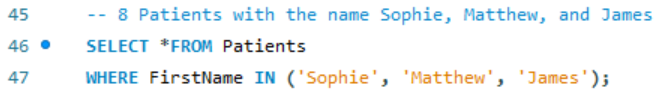 45 -- 8 Patients with the name Sophie, Matthew, and James
46 SELECT *FROM Patients
47 WHERE FirstName IN ('Sophie', 'Matthew', 'James');